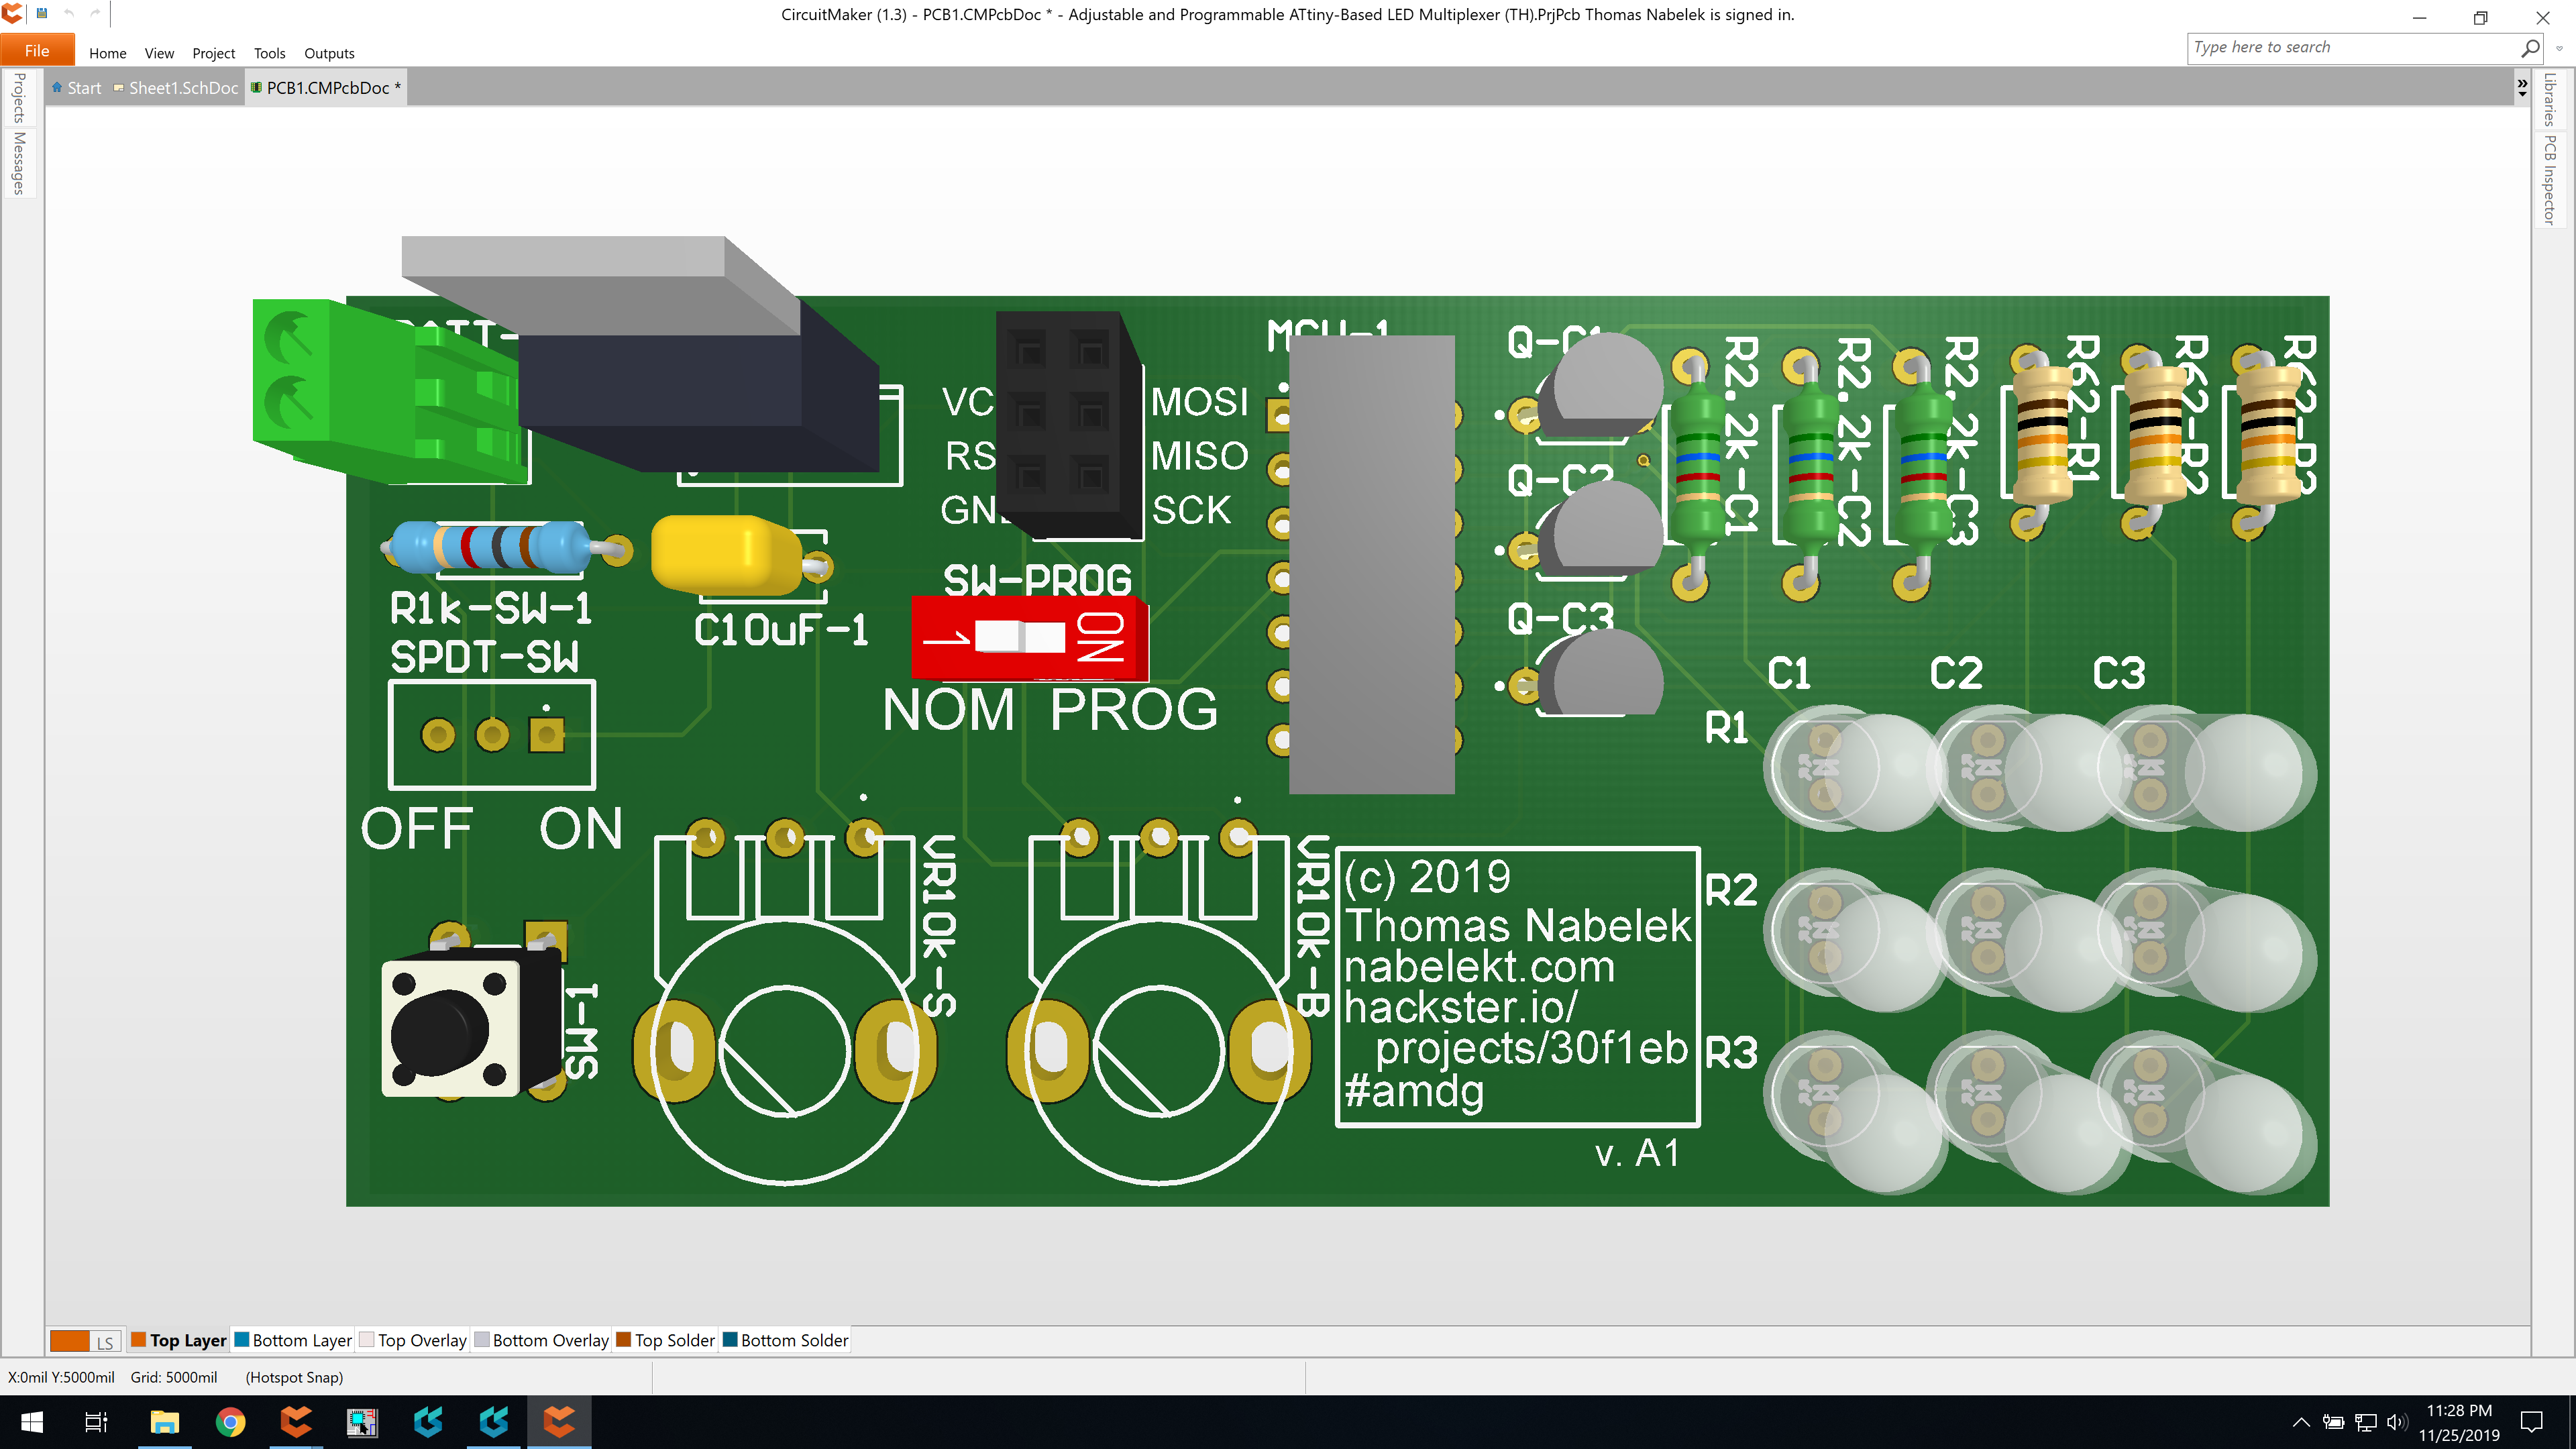 CircuitMaker (1.3) - PCB1.CMPcbDoc * - Adjustable and Programmable ATtiny-Based LED Multiplexer (TH).PrjPcb Thomas Nabelek is signed in.
File Home View Project Tools Outputs
Type here to search
Start Sheet1.SchDoc PCB1.CMPcbDoc *
Projects
Messages
Libraries
PCB Inspector
VC MOSI
RS MISO
GN SCK
MCU-1
Q-C1
Q-C2
Q-C3
R2.2k-C1
R2.2k-C2
R2.2k-C3
R62-R1
R62-R2
R62-R3
R1k-SW-1
C10uF-1
SPDT-SW
OFF ON
SW-PROG
1 ON
NOM PROG
SW-1
VR10k-S
VR10k-B
C1 C2 C3
R1
R2
R3
(c) 2019
Thomas Nabelek
nabelekt.com
hackster.io/
projects/30f1eb
#amdg
v. A1
LS Top Layer Bottom Layer Top Overlay Bottom Overlay Top Solder Bottom Solder
X:0mil Y:5000mil Grid: 5000mil (Hotspot Snap)
11:28 PM
11/25/2019